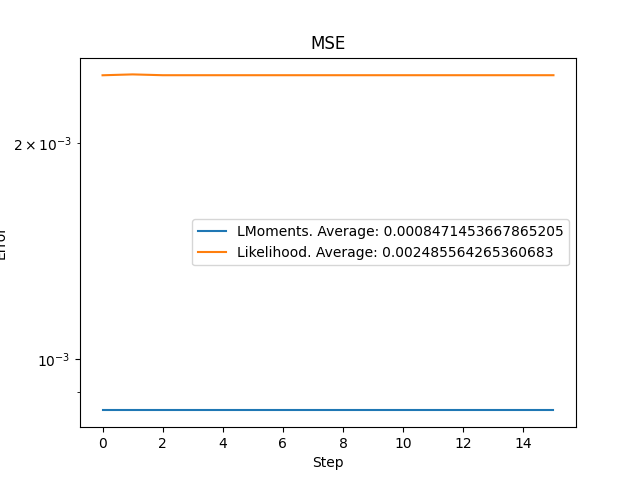 MSE
2 × 10⁻³
10⁻³
Error
LMoments. Average: 0.0008471453667865205
Likelihood. Average: 0.002485564265360683
0 2 4 6 8 10 12 14
Step